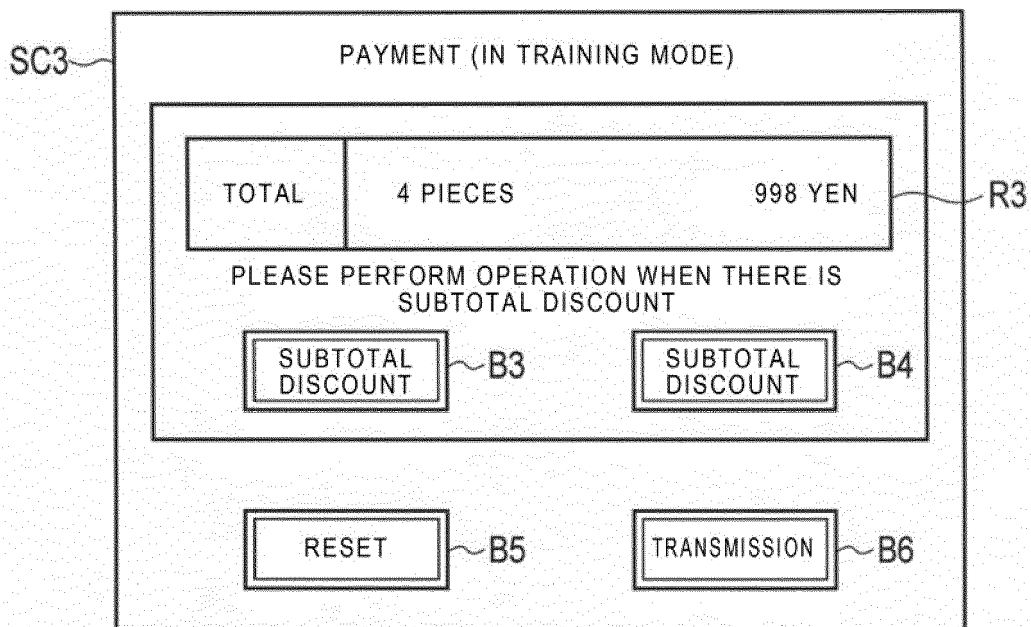 SC3
PAYMENT (IN TRAINING MODE)
TOTAL 4 PIECES 998 YEN R3
PLEASE PERFORM OPERATION WHEN THERE IS
SUBTOTAL DISCOUNT
SUBTOTAL
DISCOUNT
B3
SUBTOTAL
DISCOUNT
B4
RESET B5
TRANSMISSION B6